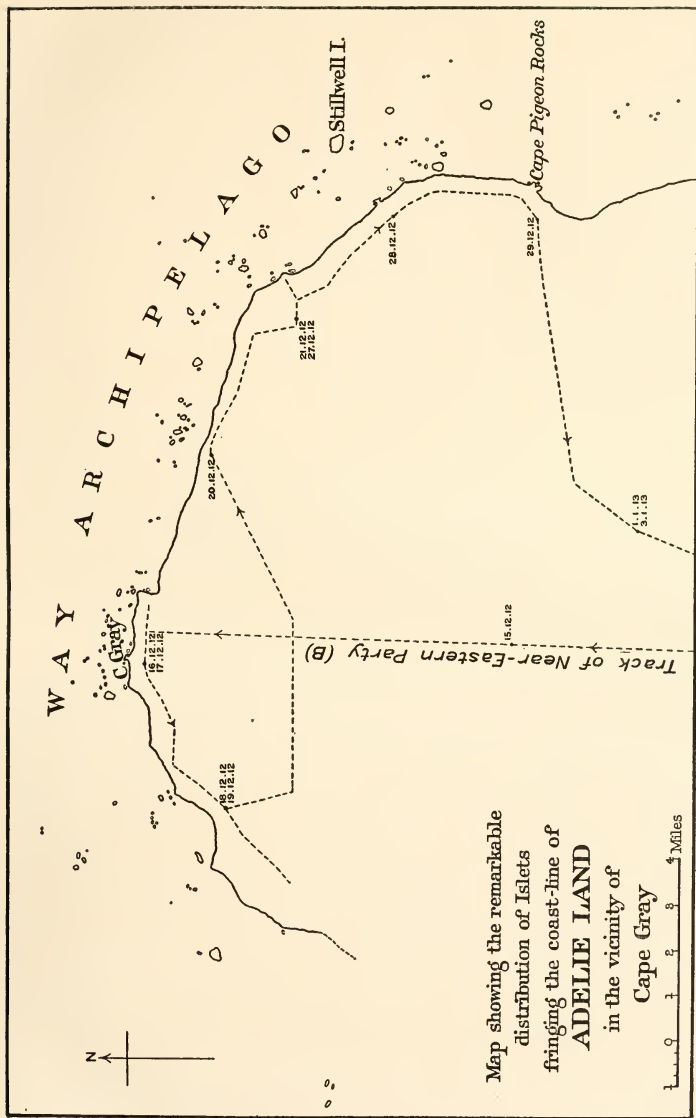 WAY ARCHIPELAGO
C. Gray
Stillwell I.
Cape Pigeon Rocks
16.12.12
17.12.12
18.12.12
19.12.12
20.12.12
21.12.12
27.12.12
28.12.12
29.12.12
1.1.13
3.1.13
15.12.12
Track of Near-Eastern Party (B)
N
Map showing the remarkable
distribution of Islets
fringing the coast-line of
ADELIE LAND
in the vicinity of
Cape Gray
1 0 1 2 3 4 Miles